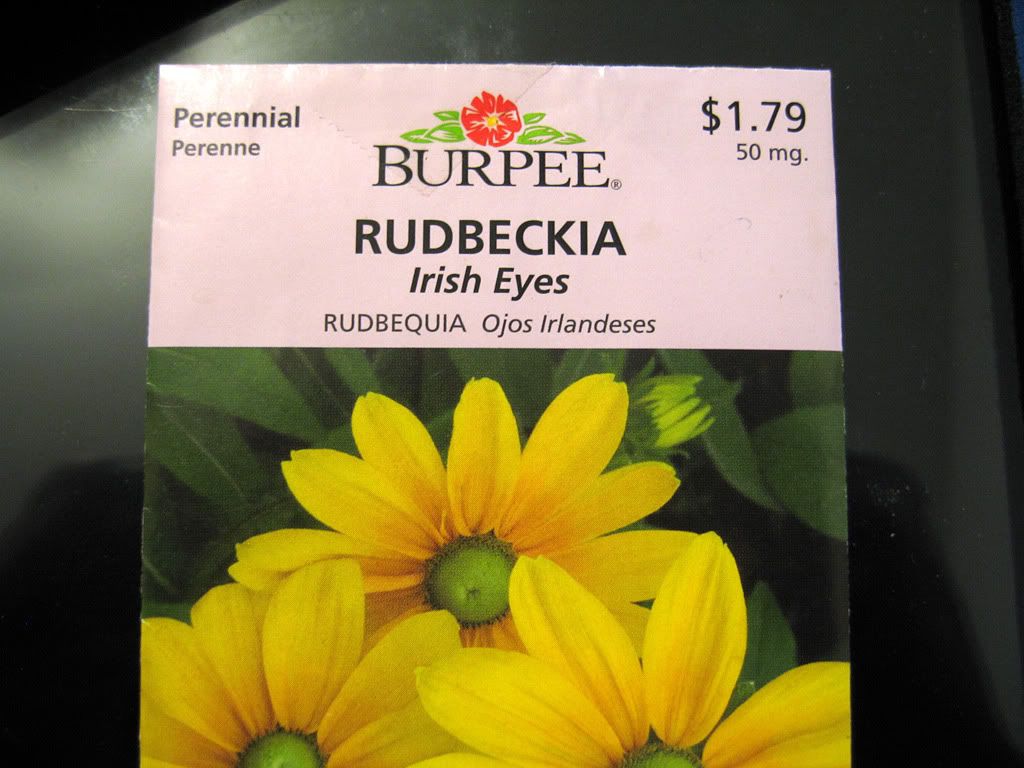 Perennial
Perenne
BURPEE®
$1.79
50 mg.
RUDBECKIA
Irish Eyes
RUDBEQUIA Ojos Irlandeses